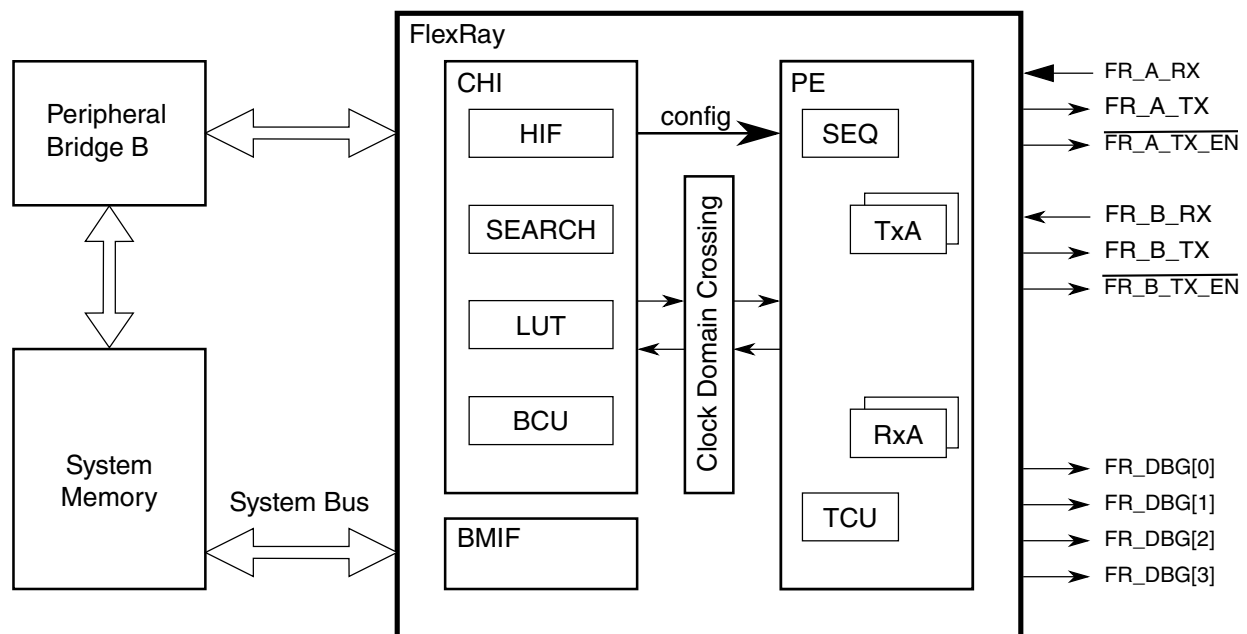 FlexRay
Peripheral
Bridge B
System
Memory
System Bus
CHI
HIF
SEARCH
LUT
BCU
BMIF
config
Clock Domain Crossing
PE
SEQ
TxA
RxA
TCU
FR_A_RX
FR_A_TX
FR_A_TX_EN
FR_B_RX
FR_B_TX
FR_B_TX_EN
FR_DBG[0]
FR_DBG[1]
FR_DBG[2]
FR_DBG[3]